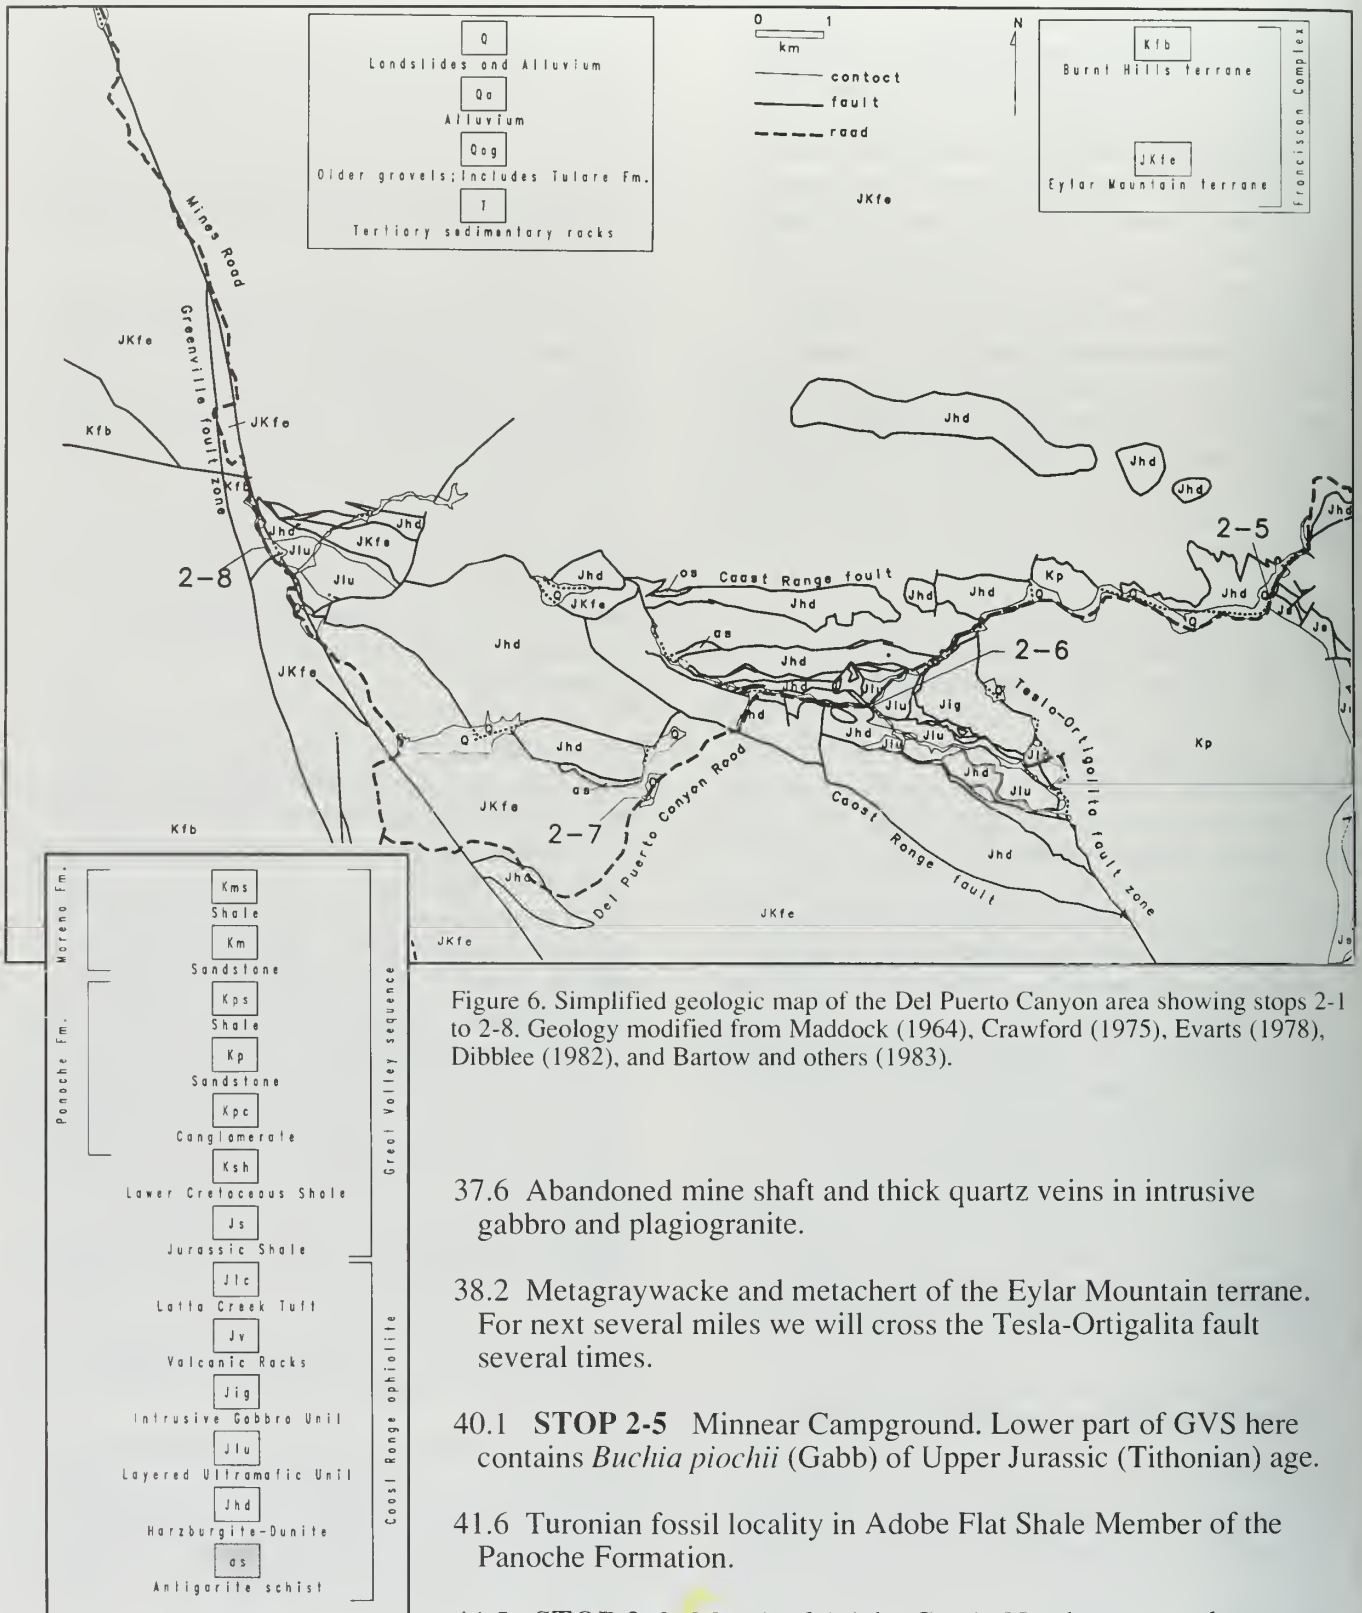 Q
Landslides and Alluvium
Qa
Alluvium
Qog
Older gravels; Includes Tulare Fm.
T
Tertiary sedimentary rocks
0 1
km
contact
fault
road
N
Kfb
Burnt Hills terrane
JKfe
Eylar Mountain terrane
Franciscan Complex
JKfe
Mines Road
Greenville fault zone
JKfe
JKfe
Kfb
Kfb
Jhd
Jhd
Jhd
Jhd
2-5
Jhd
Jhd
JKfe
Jlu
Jlu
2-8
Q
Jhd
Q
JKfe
os
Coast Range fault
Jhd
Jhd
Jhd
Kp
Q
Q
Jhd
Q
Js
Js
Jhd
as
Jhd
Jhd
Jlu
2-6
Jlu
Jig
Q
Tesla-Ortigalita fault zone
Kp
JKfe
Q
Q
Jhd
Q
Jhd
Jhd
Jlu
Jlu
Jhd
Jlu
as
JKfe
Q
2-7
Del Puerto Canyon Road
Coast Range fault
Jhd
Kfb
Jhd
JKfe
JKfe
Moreno Fm.
Kms
Shale
Km
Sandstone
Panoche Fm.
Kps
Shale
Kp
Sandstone
Kpc
Conglomerate
Ksh
Lower Cretaceous Shale
Js
Jurassic Shale
Great Valley sequence
Jlc
Lotta Creek Tuff
Jv
Volcanic Rocks
Jig
Intrusive Gabbro Unit
Jlu
Layered Ultramafic Unit
Jhd
Harzburgite-Dunite
as
Antigorite schist
Coast Range ophiolite
Figure 6. Simplified geologic map of the Del Puerto Canyon area showing stops 2-1
to 2-8. Geology modified from Maddock (1964), Crawford (1975), Evarts (1978),
Dibblee (1982), and Bartow and others (1983).
37.6 Abandoned mine shaft and thick quartz veins in intrusive
gabbro and plagiogranite.
38.2 Metagraywacke and metachert of the Eylar Mountain terrane.
For next several miles we will cross the Tesla-Ortigalita fault
several times.
40.1 STOP 2-5 Minnear Campground. Lower part of GVS here
contains Buchia piochii (Gabb) of Upper Jurassic (Tithonian) age.
41.6 Turonian fossil locality in Adobe Flat Shale Member of the
Panoche Formation.